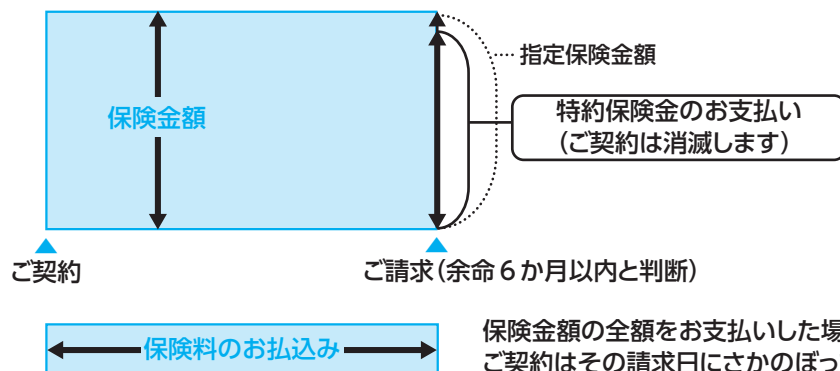 指定保険金額
保険金額
特約保険金のお支払い
(ご契約は消滅します)
ご契約
ご請求(余命6か月以内と判断)
保険料のお払込み
保険金額の全額をお支払いした場
ご契約はその請求日にさかのぼっ